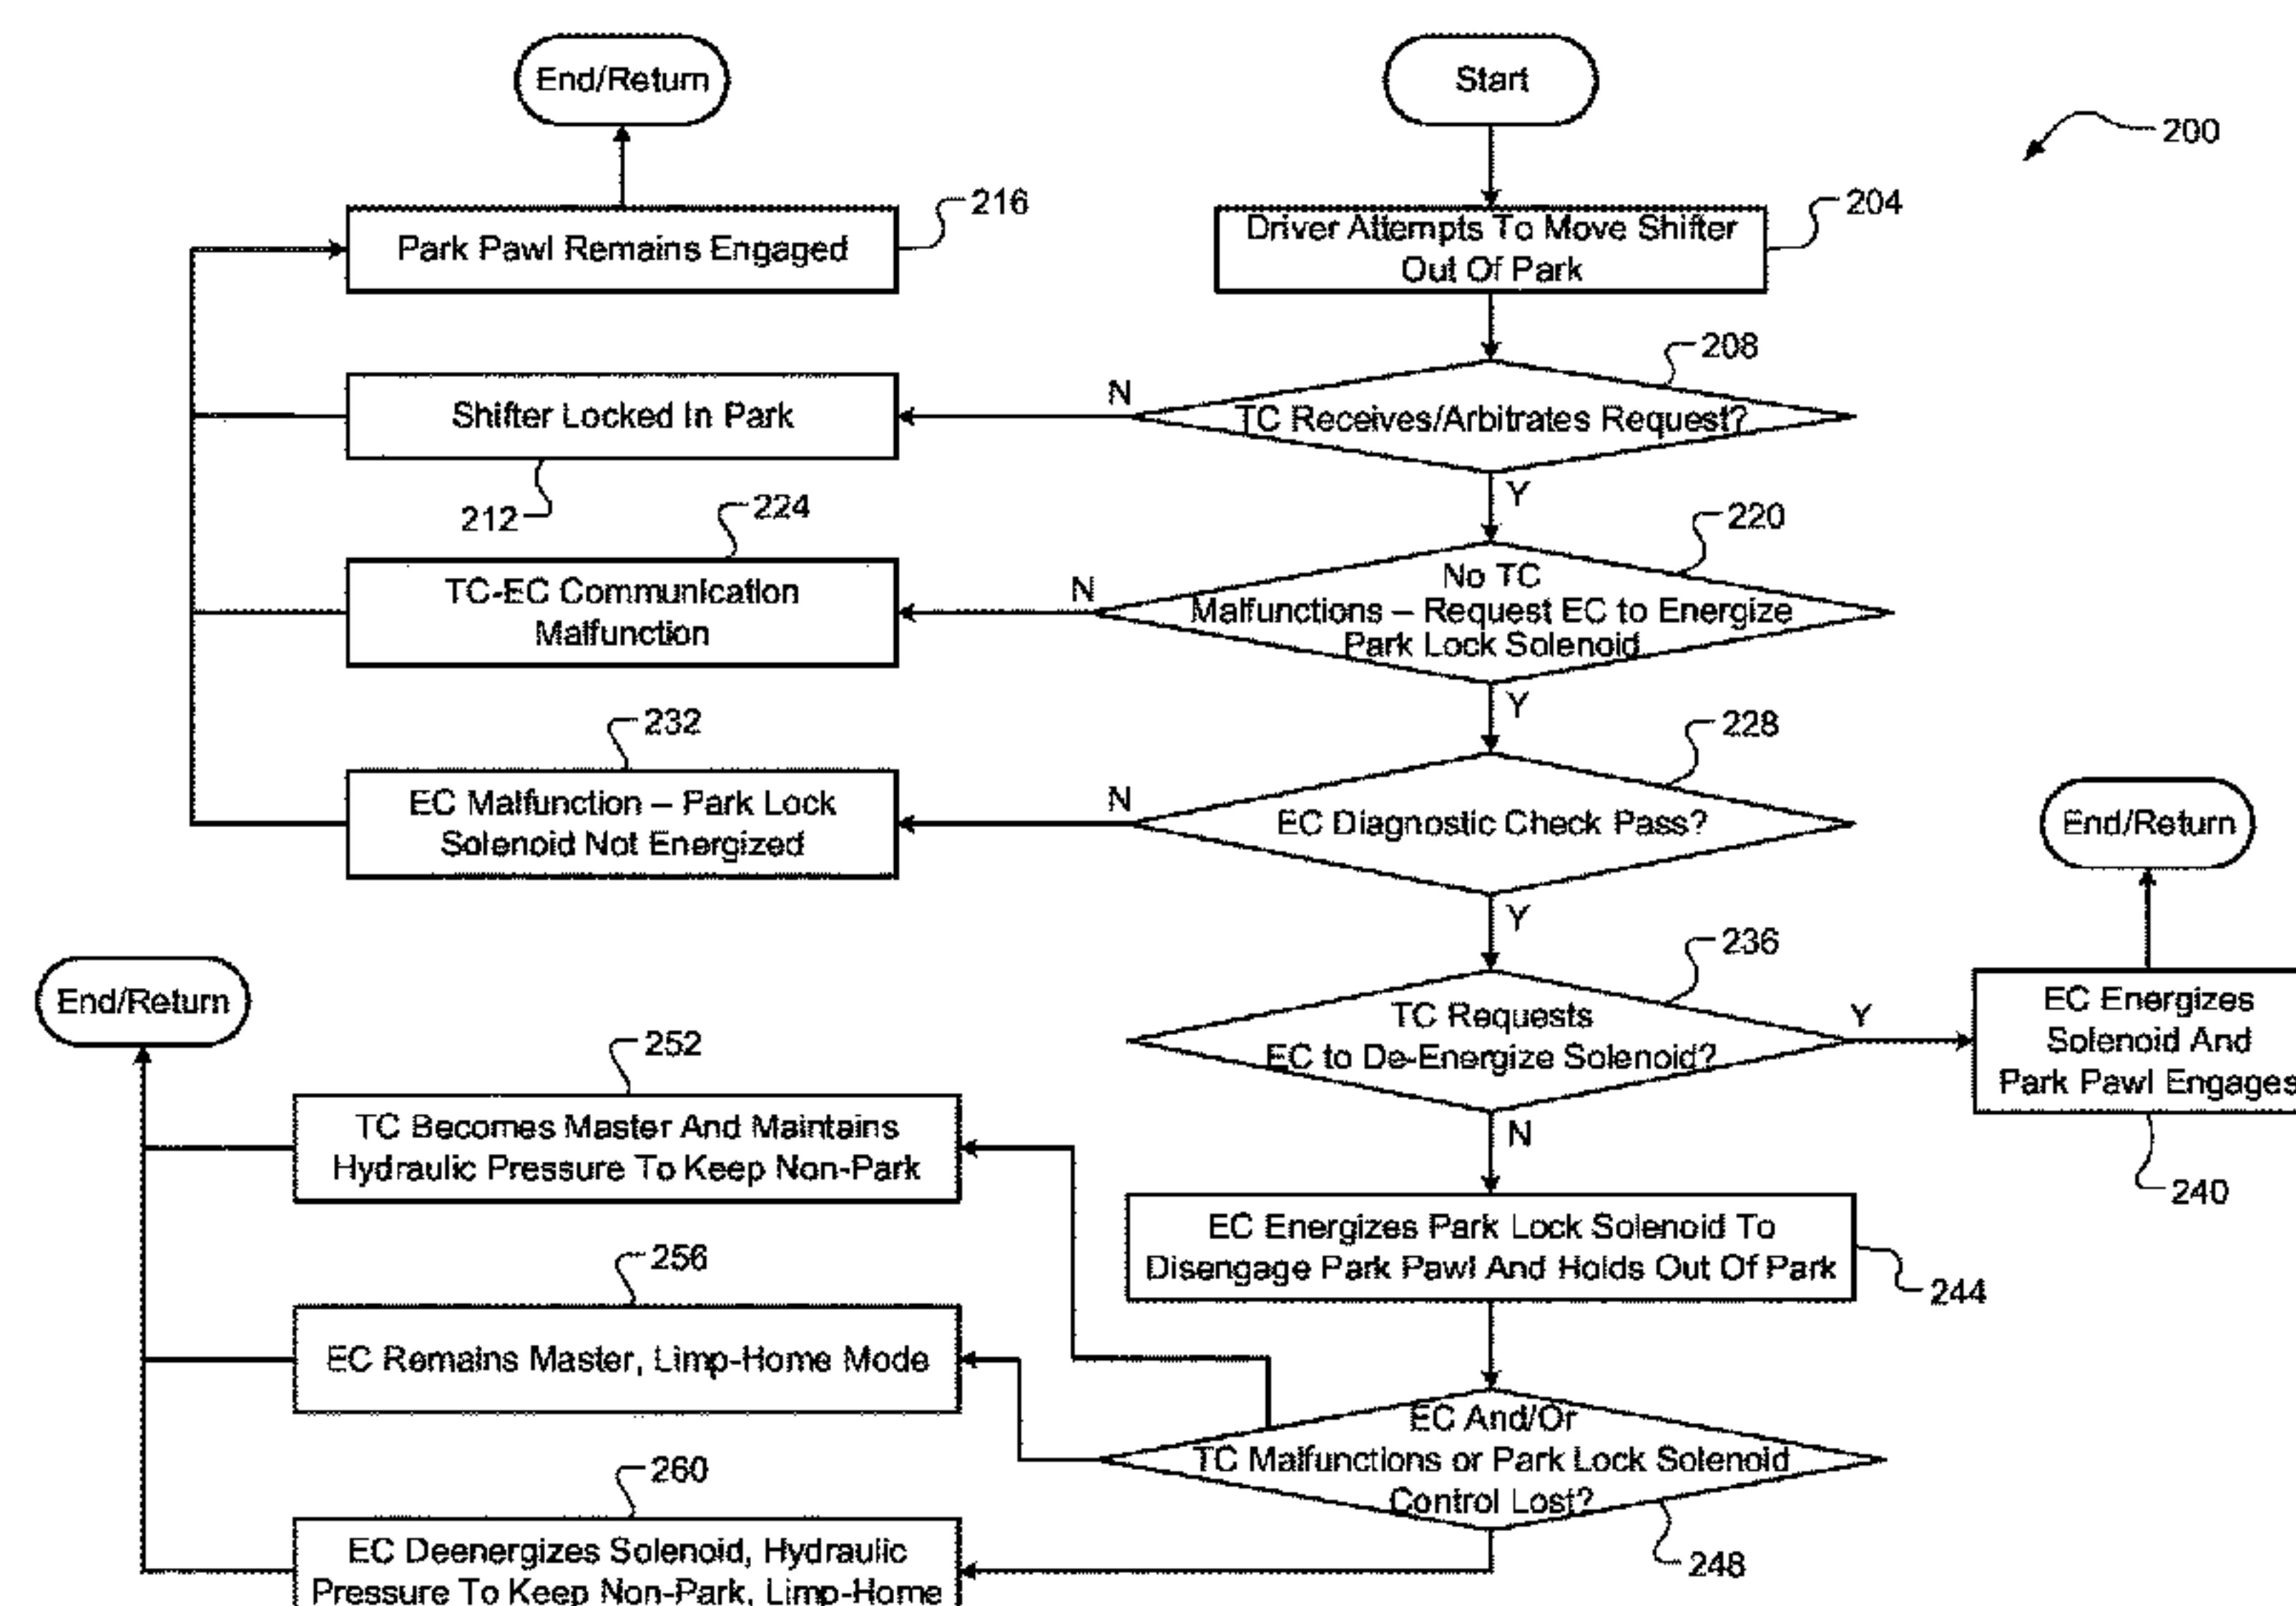 End/Return
Start
200
216
204
Park Pawl Remains Engaged
Driver Attempts To Move Shifter
Out Of Park
208
N
Shifter Locked In Park
TC Receives/Arbitrates Request?
212
224
Y
220
TC-EC Communication
Malfunction
N
No TC
Malfunctions – Request EC to Energize
Park Lock Solenoid
232
Y
228
EC Malfunction – Park Lock
Solenoid Not Energized
N
EC Diagnostic Check Pass?
End/Return
Y
236
End/Return
252
TC Requests
EC to De-Energize Solenoid?
Y
EC Energizes
Solenoid And
Park Pawl Engages
240
TC Becomes Master And Maintains
Hydraulic Pressure To Keep Non-Park
N
EC Energizes Park Lock Solenoid To
Disengage Park Pawl And Holds Out Of Park
244
256
EC Remains Master, Limp-Home Mode
EC And/Or
TC Malfunctions or Park Lock Solenoid
Control Lost?
248
260
EC Deenergizes Solenoid, Hydraulic
Pressure To Keep Non-Park, Limp-Home